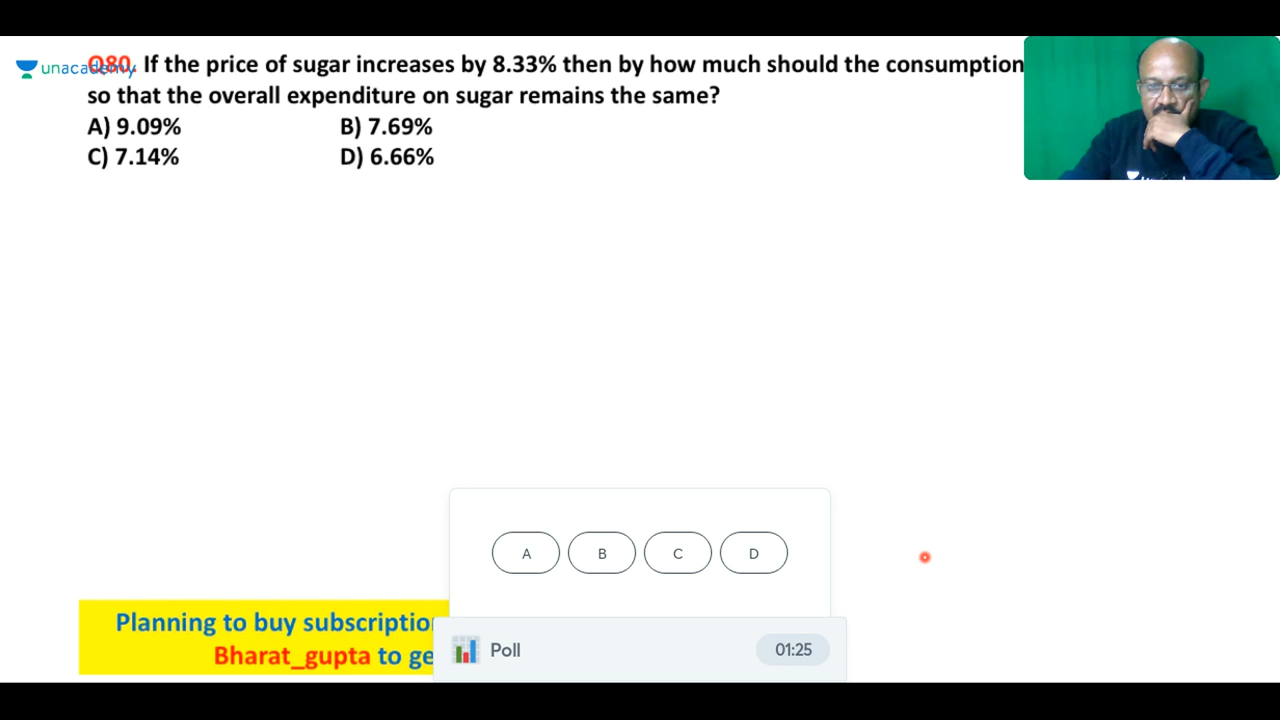 unacademy
Q80. If the price of sugar increases by 8.33% then by how much should the consumption
so that the overall expenditure on sugar remains the same?
A) 9.09% B) 7.69%
C) 7.14% D) 6.66%
A B C D
Planning to buy subscription
Bharat_gupta to ge
Poll 01:25